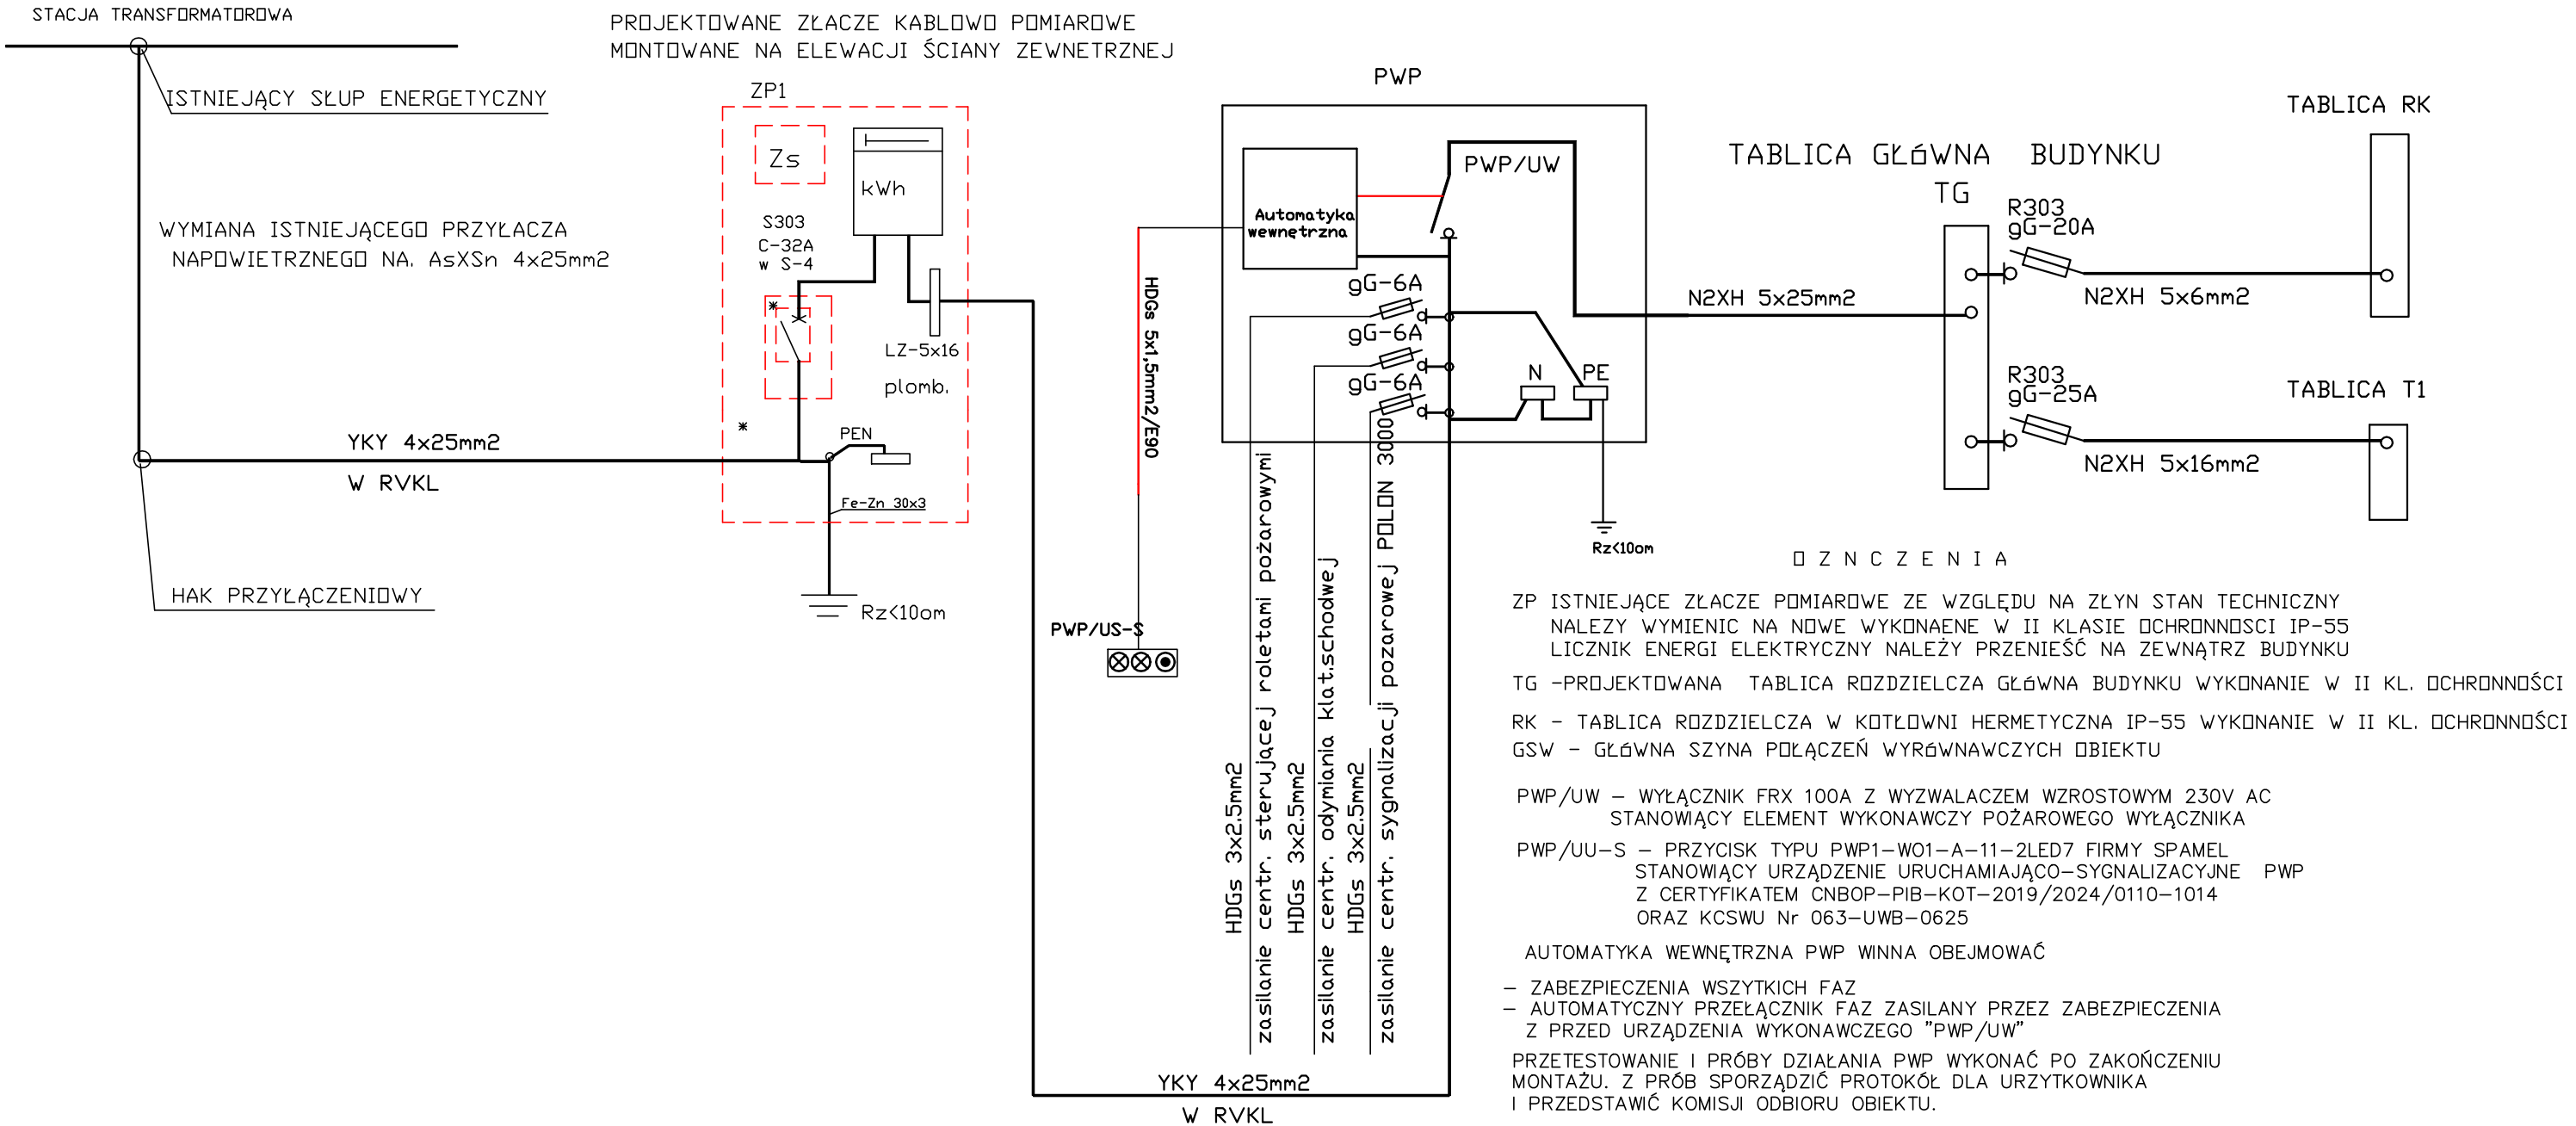 STACJA TRANSFORMATOROWA
ISTNIEJĄCY SŁUP ENERGETYCZNY
WYMIANA ISTNIEJĄCEGO PRZYŁACZA
NAPOWIETRZNEGO NA. AsXSn 4x25mm2
YKY 4x25mm2
W RVKL
HAK PRZYŁĄCZENIOWY
PROJEKTOWANE ZŁACZE KABLOWO POMIAROWE
MONTOWANE NA ELEWACJI ŚCIANY ZEWNETRZNEJ
ZP1
Zs
kWh
S303
C-32A
w S-4
*
LZ-5x16
plomb.
*
PEN
Fe-Zn 30x3
Rz<10om
PWP
PWP/UW
Automatyka
wewnętrzna
HDGs 5x1,5mm2/E90
gG-6A
gG-6A
gG-6A
N
PE
Rz<10om
PWP/US-S
HDGs 3x2.5mm2
zasilanie centr. sterującej roletami pożarowymi
HDGs 3x2.5mm2
zasilanie centr. odymiania klat.schodwej
HDGs 3x2.5mm2
zasilanie centr. sygnalizacji pozarowej POLON 3000
YKY 4x25mm2
W RVKL
TABLICA GŁÓWNA BUDYNKU
TG
N2XH 5x25mm2
R303
gG-20A
N2XH 5x6mm2
TABLICA RK
R303
gG-25A
N2XH 5x16mm2
TABLICA T1
O Z N C Z E N I A
ZP ISTNIEJĄCE ZŁACZE POMIAROWE ZE WZGLĘDU NA ZŁYN STAN TECHNICZNY
NALEZY WYMIENIC NA NOWE WYKONAENE W II KLASIE OCHRONNOSCI IP-55
LICZNIK ENERGI ELEKTRYCZNY NALEŻY PRZENIEŚĆ NA ZEWNĄTRZ BUDYNKU
TG -PROJEKTOWANA TABLICA ROZDZIELCZA GŁÓWNA BUDYNKU WYKONANIE W II KL. OCHRONNOŚCI
RK - TABLICA ROZDZIELCZA W KOTŁOWNI HERMETYCZNA IP-55 WYKONANIE W II KL. OCHRONNOŚCI
GSW - GŁÓWNA SZYNA POŁĄCZEŃ WYRÓWNAWCZYCH OBIEKTU
PWP/UW – WYŁĄCZNIK FRX 100A Z WYZWALACZEM WZROSTOWYM 230V AC
STANOWIĄCY ELEMENT WYKONAWCZY POŻAROWEGO WYŁĄCZNIKA
PWP/UU-S – PRZYCISK TYPU PWP1-W01-A-11-2LED7 FIRMY SPAMEL
STANOWIĄCY URZĄDZENIE URUCHAMIAJĄCO-SYGNALIZACYJNE PWP
Z CERTYFIKATEM CNBOP-PIB-KOT-2019/2024/0110-1014
ORAZ KCSWU Nr 063-UWB-0625
AUTOMATYKA WEWNĘTRZNA PWP WINNA OBEJMOWAĆ
– ZABEZPIECZENIA WSZYTKICH FAZ
– AUTOMATYCZNY PRZEŁĄCZNIK FAZ ZASILANY PRZEZ ZABEZPIECZENIA
Z PRZED URZĄDZENIA WYKONAWCZEGO "PWP/UW"
PRZETESTOWANIE I PRÓBY DZIAŁANIA PWP WYKONAĆ PO ZAKOŃCZENIU
MONTAŻU. Z PRÓB SPORZĄDZIĆ PROTOKÓŁ DLA URZYTKOWNIKA
I PRZEDSTAWIĆ KOMISJI ODBIORU OBIEKTU.